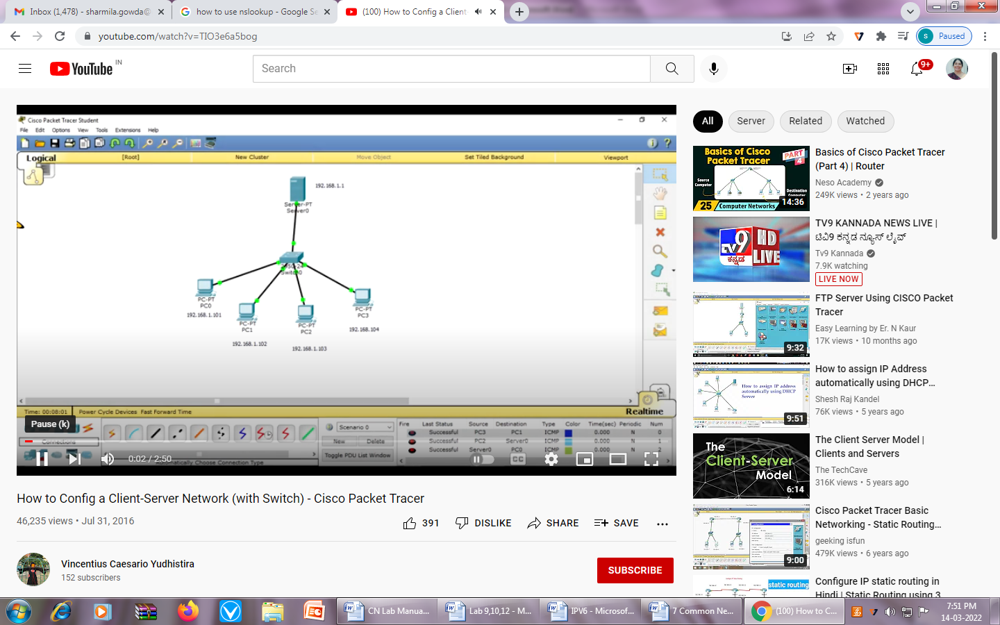 Inbox (1,478) - sharmila.gowda@
how to use nslookup - Google Se
(100) How to Config a Client
youtube.com/watch?v=TIO3e6a5bog
S Paused
YouTube IN
Search
9+
Cisco Packet Tracer Student
File Edit Options View Tools Extensions Help
Logical [Root] New Cluster Move Object Set Tiled Background Viewport
192.168.1.1
Server-PT
Server0
2950-24
Switch0
PC-PT
PC0
192.168.1.101
PC-PT
PC1
192.168.1.102
PC-PT
PC2
192.168.1.103
PC-PT
PC3
192.168.104
Time: 00:08:01 Power Cycle Devices Fast Forward Time
Realtime
Pause (k)
Connections
Scenario 0
New Delete
Toggle PDU List Window
Fire Last Status Source Destination Type Color Time(sec) Periodic Num
Successful PC3 PC1 ICMP 0.000 N 0
Successful PC2 Server0 ICMP 0.000 N 1
Successful Server0 PC0 ICMP 0.000 N 2
0:02 / 2:50
Automatically Choose Connection Type
CC
How to Config a Client-Server Network (with Switch) - Cisco Packet Tracer
46,235 views • Jul 31, 2016
391 DISLIKE SHARE SAVE
Vincentius Caesario Yudhistira
152 subscribers
SUBSCRIBE
All Server Related Watched
Basics of Cisco
Packet Tracer
PART
4
Source
Computer
Destination
Computer
25 Computer Networks
14:36
Basics of Cisco Packet Tracer
(Part 4) | Router
Neso Academy
249K views • 2 years ago
TV9
ಕನ್ನಡ
HD
LIVE
TV9 KANNADA NEWS LIVE |
ಟಿವಿ9 ಕನ್ನಡ ನ್ಯೂಸ್ ಲೈವ್
Tv9 Kannada
7.9K watching
LIVE NOW
9:32
FTP Server Using CISCO Packet
Tracer
Easy Learning by Er. N Kaur
17K views • 10 months ago
How to assign IP address
automatically using DHCP
Server
9:51
How to assign IP Address
automatically using DHCP...
Shesh Raj Kandel
76K views • 5 years ago
The
Client-Server
Model
6:14
The Client Server Model |
Clients and Servers
The TechCave
316K views • 5 years ago
9:00
Cisco Packet Tracer Basic
Networking - Static Routing...
geeking isfun
479K views • 6 years ago
static routing
Configure IP static routing in
Hindi | Static Routing using 3
CN Lab Manua...
Lab 9,10,12 - M...
IPV6 - Microsof...
7 Common Ne...
(100) How to C...
7:51 PM
14-03-2022